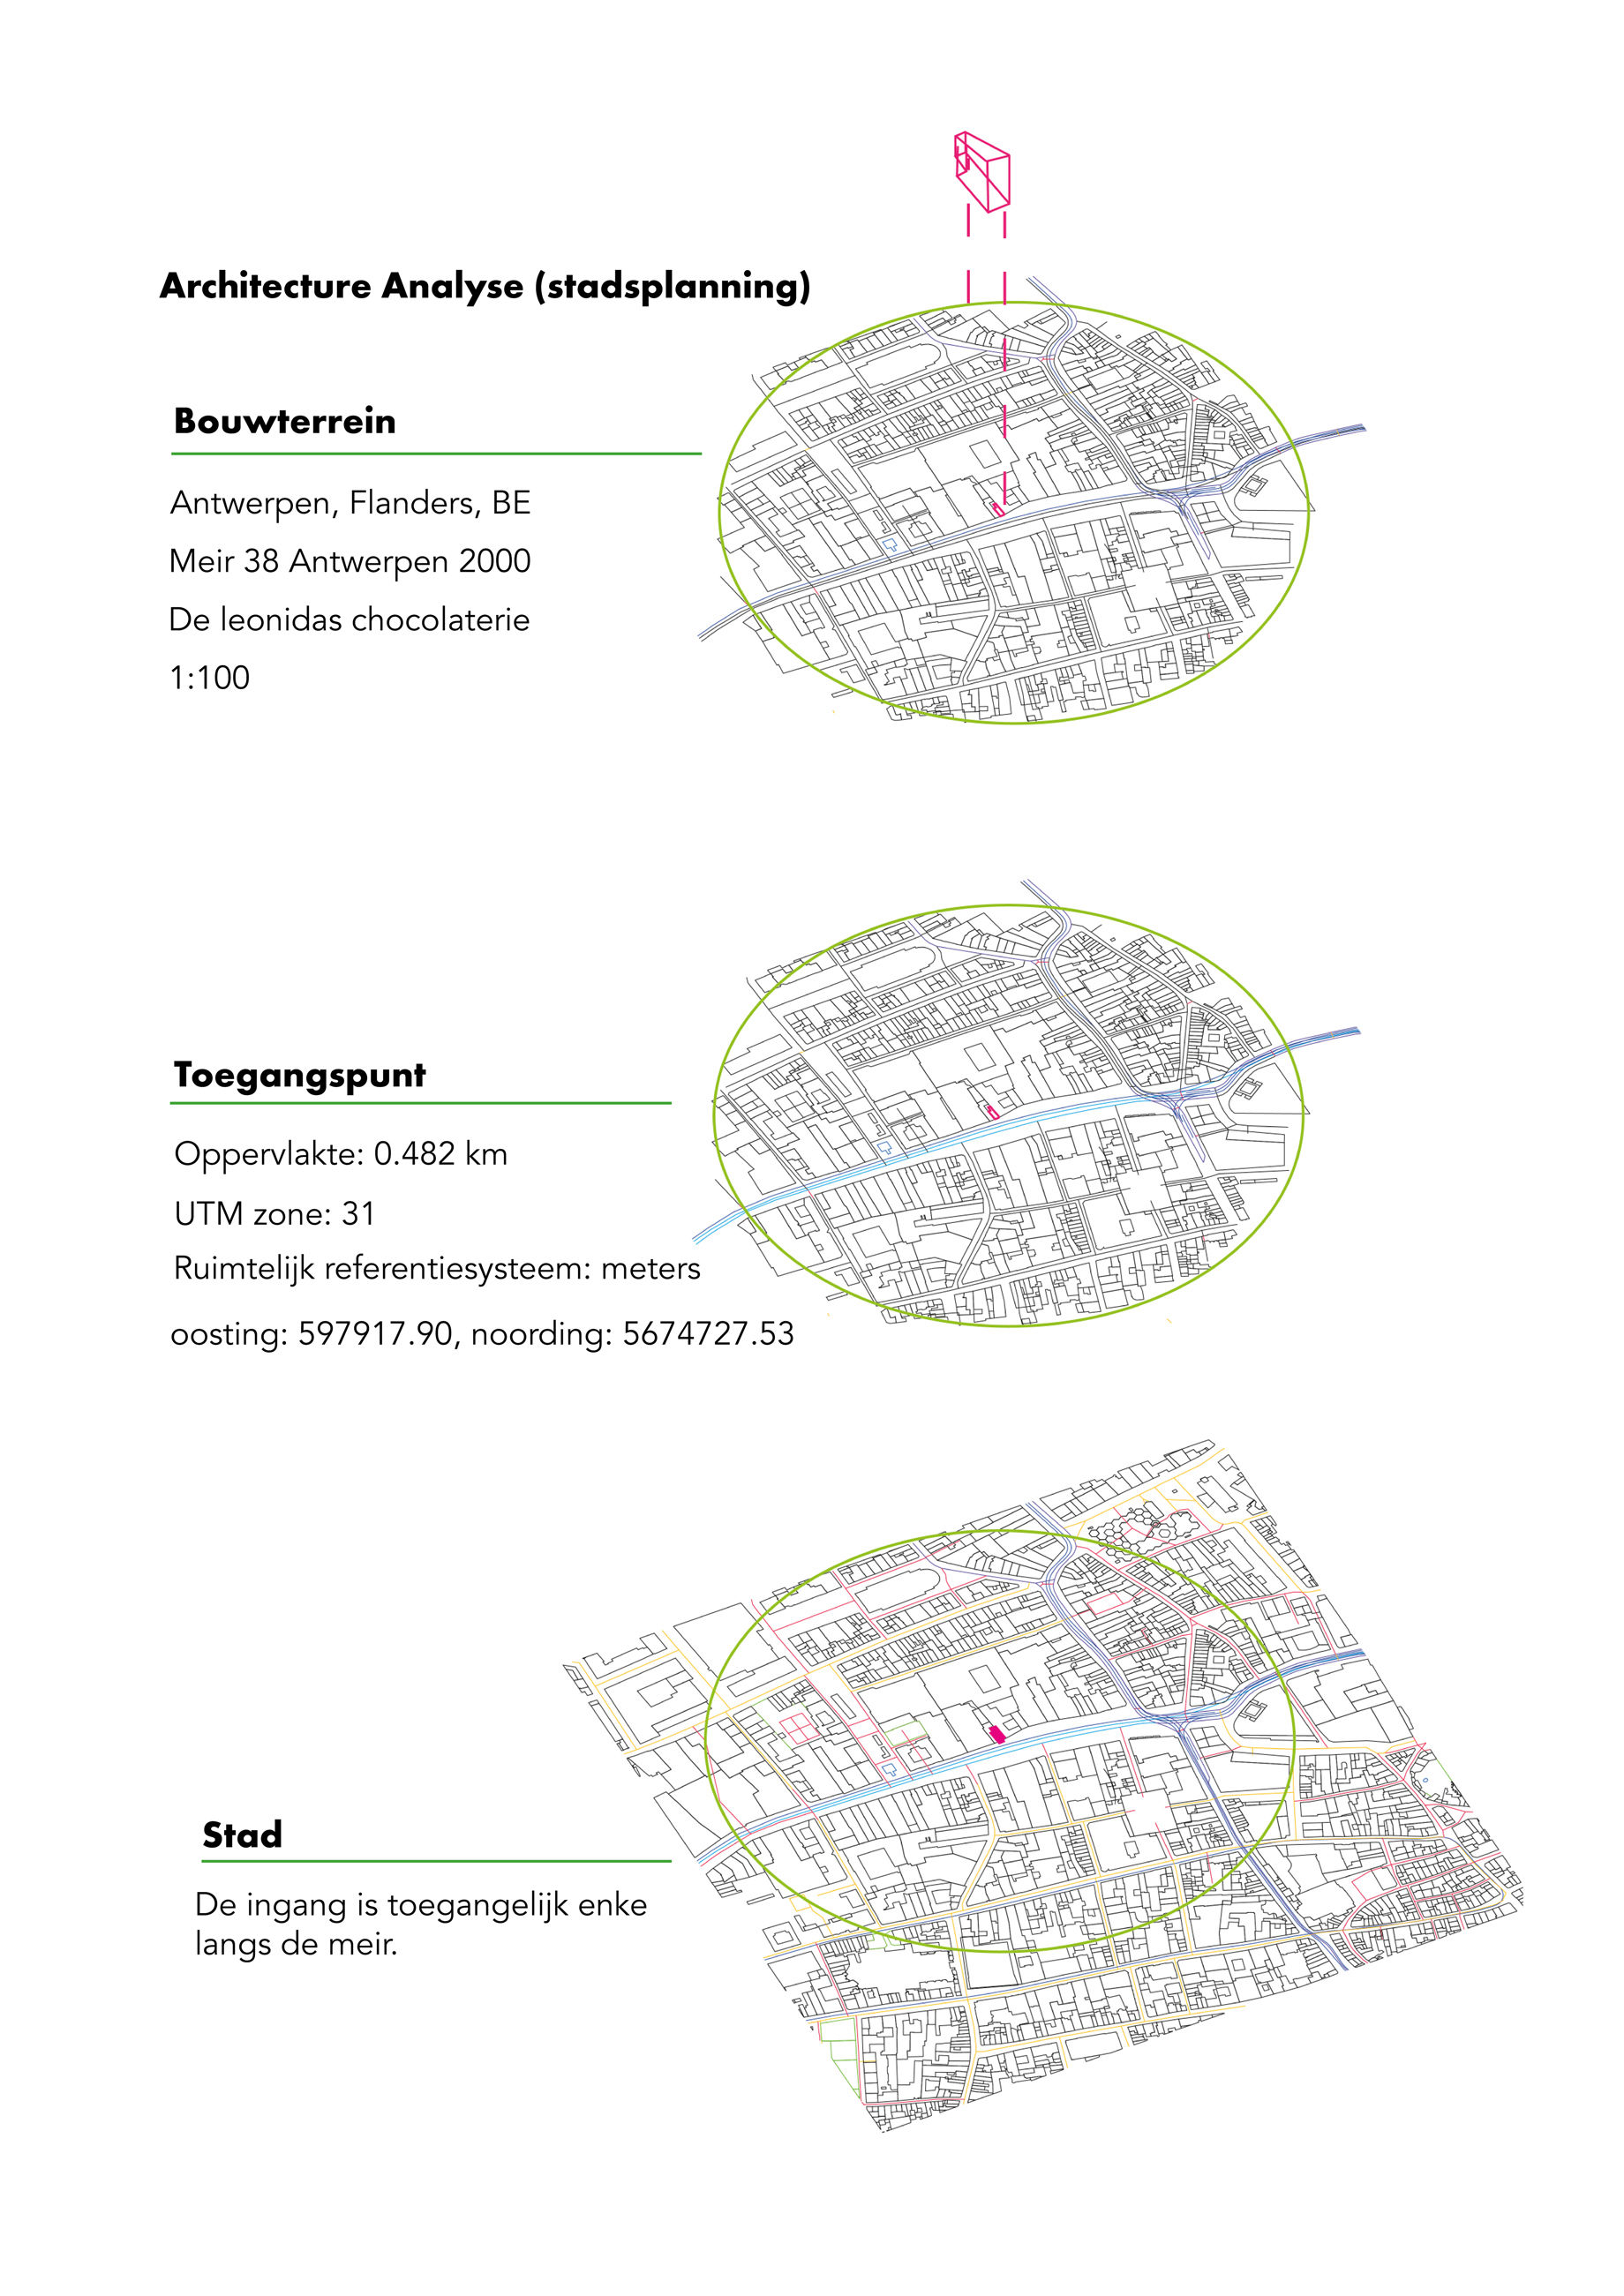 Architecture Analyse (stadsplanning)
Bouwterrein
Antwerpen, Flanders, BE
Meir 38 Antwerpen 2000
De leonidas chocolaterie
1:100
Toegangspunt
Oppervlakte: 0.482 km
UTM zone: 31
Ruimtelijk referentiesysteem: meters
oosting: 597917.90, noording: 5674727.53
Stad
De ingang is toegangelijk enke
langs de meir.